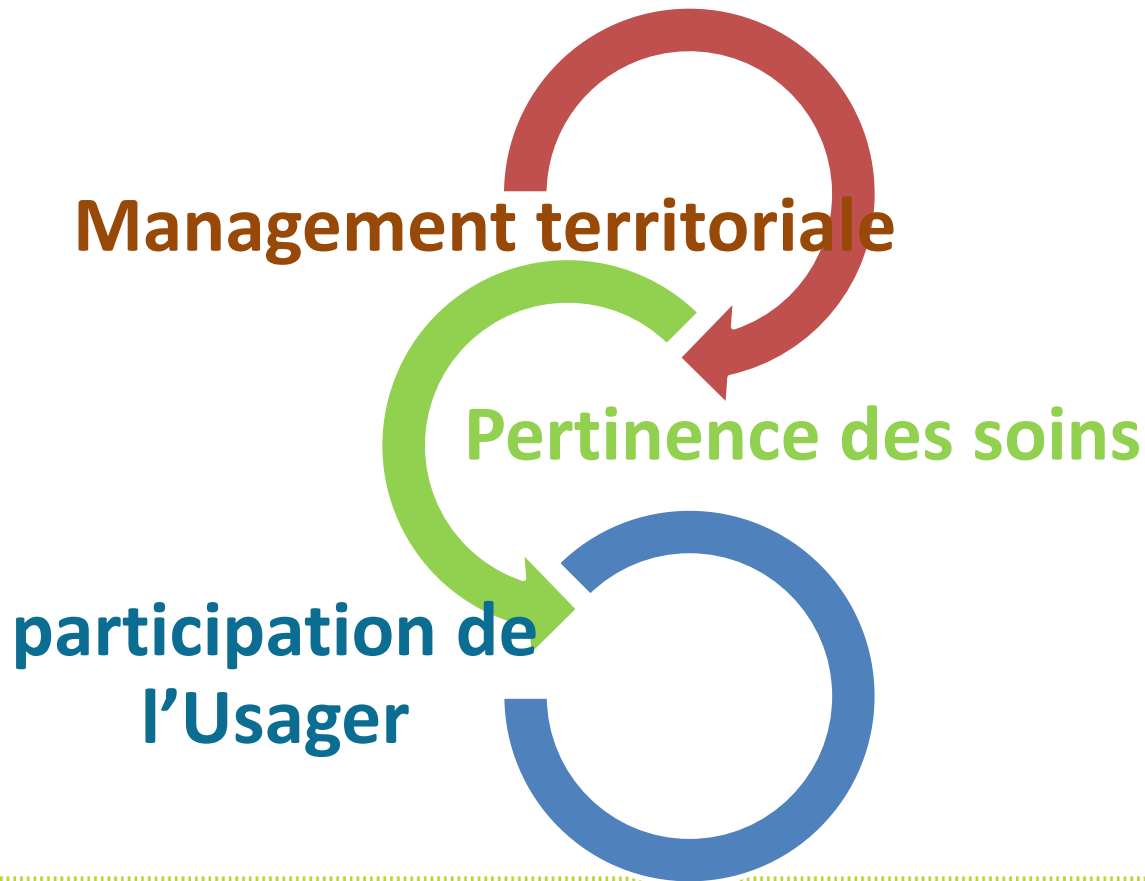 Management territoriale
Pertinence des soins
participation de
l’Usager